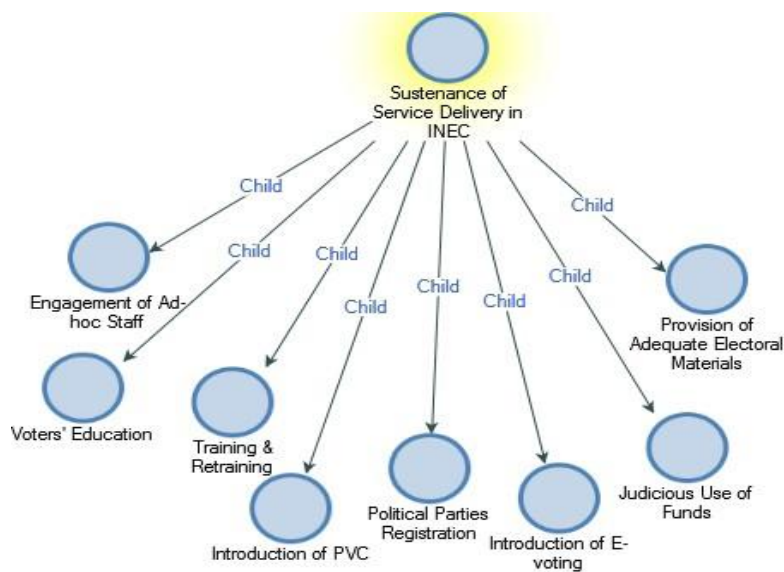 Sustenance of
Service Delivery in
INEC
Child
Child
Child
Child
Child
Child
Child
Child
Engagement of Ad-
hoc Staff
Voters' Education
Training &
Retraining
Introduction of PVC
Political Parties
Registration
Introduction of E-
voting
Judicious Use of
Funds
Provision of
Adequate Electoral
Materials